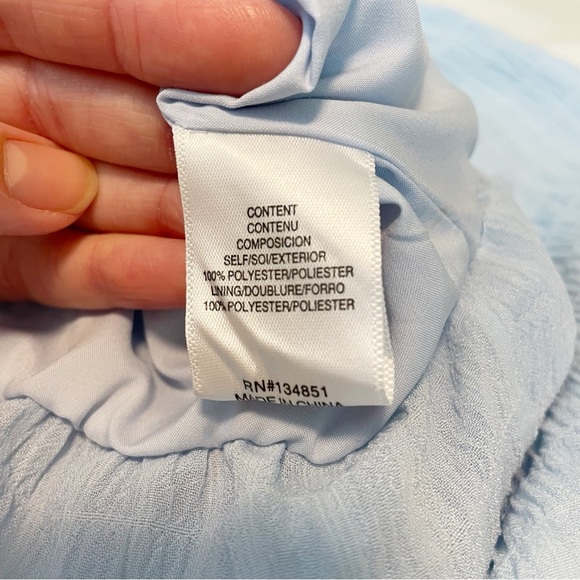 CONTENT
CONTENU
COMPOSICION
SELF/SOI/EXTERIOR
100% POLYESTER/POLIESTER
LINING/DOUBLURE/FORRO
100% POLYESTER/POLIESTER
RN#134851
MADE IN CHINA